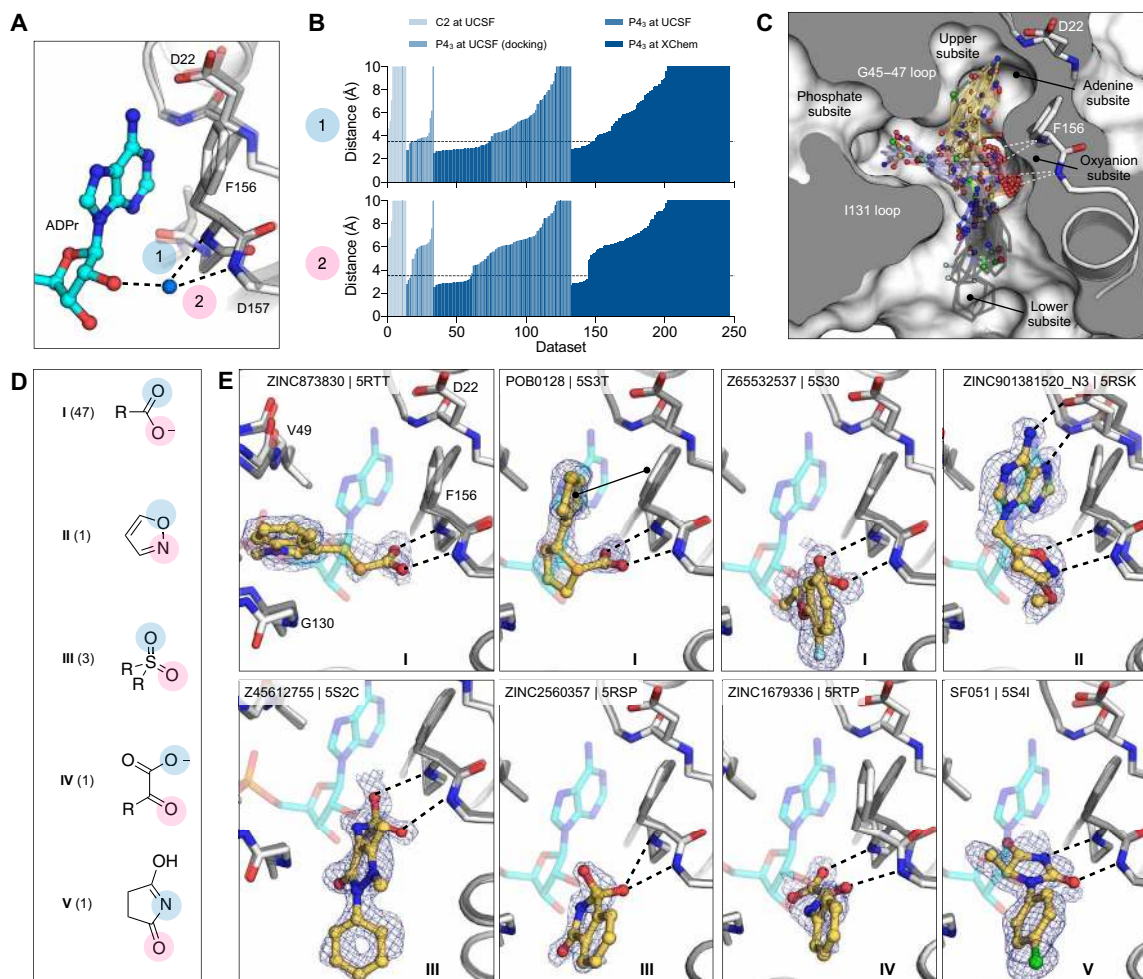 A
D22
F156
ADPr
1
2
D157
B
C2 at UCSF
P4₃ at UCSF
P4₃ at UCSF (docking)
P4₃ at XChem
1
Distance (Å)
10
8
6
4
2
0
2
Distance (Å)
10
8
6
4
2
0
0
50
100
150
200
250
Dataset
C
D22
Upper
subsite
G45–47 loop
Adenine
subsite
Phosphate
subsite
F156
Oxyanion
subsite
I131 loop
Lower
subsite
D
I (47)
R
O
O–
II (1)
O
N
III (3)
O
R
S
O
R
IV (1)
O
O–
R
O
V (1)
OH
N
O
E
ZINC873830 | 5RTT
D22
V49
F156
G130
I
POB0128 | 5S3T
I
Z65532537 | 5S30
I
ZINC901381520_N3 | 5RSK
II
Z45612755 | 5S2C
III
ZINC2560357 | 5RSP
III
ZINC1679336 | 5RTP
IV
SF051 | 5S4I
V